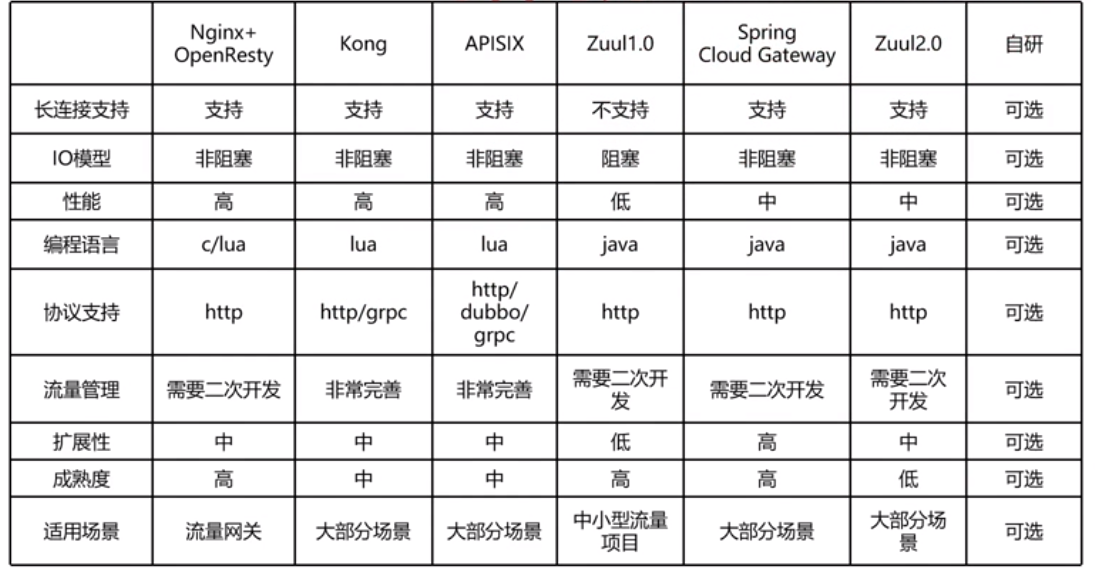 Nginx+ OpenResty Kong APISIX Zuul1.0 Spring Cloud Gateway Zuul2.0 自研
长连接支持 支持 支持 支持 不支持 支持 支持 可选
IO模型 非阻塞 非阻塞 非阻塞 阻塞 非阻塞 非阻塞 可选
性能 高 高 高 低 中 中 可选
编程语言 c/lua lua lua java java java 可选
协议支持 http http/grpc http/dubbo/grpc http http http 可选
流量管理 需要二次开发 非常完善 非常完善 需要二次开发 需要二次开发 需要二次开发 可选
扩展性 中 中 中 低 高 中 可选
成熟度 高 中 中 高 高 低 可选
适用场景 流量网关 大部分场景 大部分场景 中小型流量项目 大部分场景 大部分场景 可选